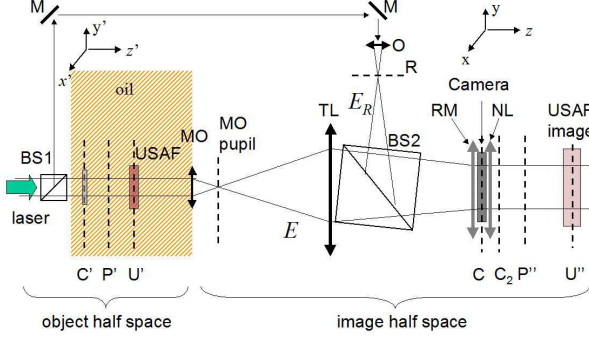 M
M
y'
z'
x'
oil
O
R
E_R
y
z
x
Camera
RM
NL
USAF
image
TL
BS2
MO
MO
pupil
USAF
BS1
laser
E
C'
P'
U'
C
C₂
P''
U''
object half space
image half space